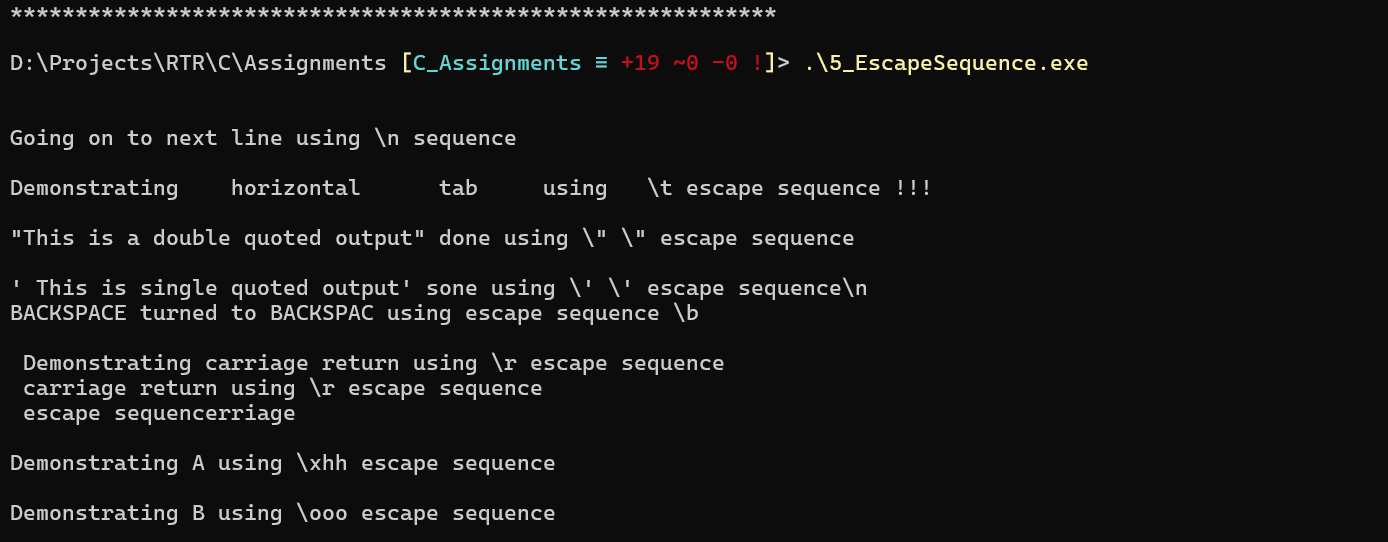 ***********************************************************
D:\Projects\RTR\C\Assignments [C_Assignments ≡ +19 ~0 -0 !]> .\5_EscapeSequence.exe
Going on to next line using \n sequence
Demonstrating    horizontal      tab     using   \t escape sequence !!!
"This is a double quoted output" done using \" \" escape sequence
' This is single quoted output' sone using \' \' escape sequence\n
BACKSPACE turned to BACKSPAC using escape sequence \b
 Demonstrating carriage return using \r escape sequence
 carriage return using \r escape sequence
 escape sequencerriage
Demonstrating A using \xhh escape sequence
Demonstrating B using \ooo escape sequence